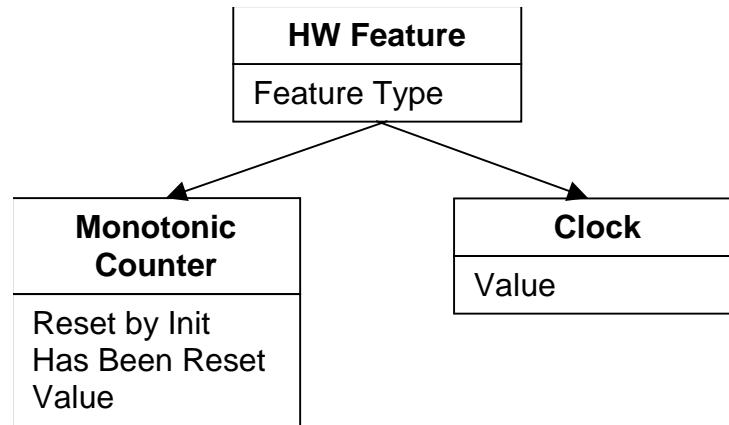 HW Feature
Feature Type
Monotonic
Counter
Reset by Init
Has Been Reset
Value
Clock
Value